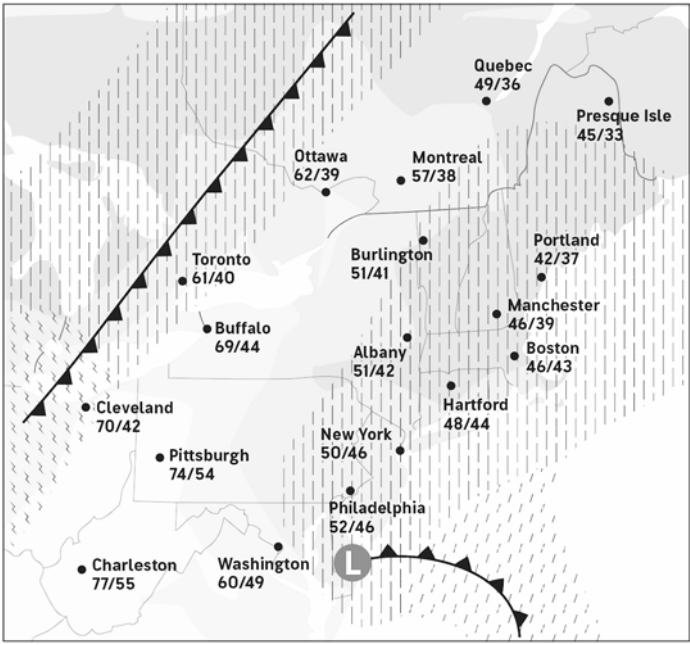 Quebec
49/36
Presque Isle
45/33
Ottawa
62/39
Montreal
57/38
Portland
42/37
Burlington
51/41
Toronto
61/40
Manchester
46/39
Buffalo
69/44
Albany
51/42
Boston
46/43
Cleveland
70/42
Hartford
48/44
New York
50/46
Pittsburgh
74/54
Philadelphia
52/46
Charleston
77/55
Washington
60/49
L